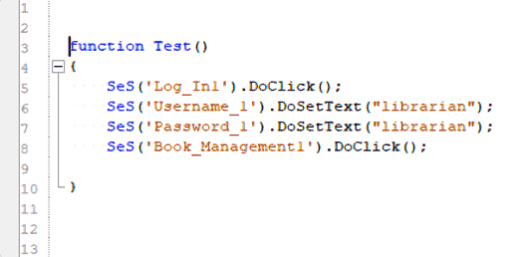 1
2
3 function Test()
4 {
5 SeS('Log_In1').DoClick();
6 SeS('Username_1').DoSetText("librarian");
7 SeS('Password_1').DoSetText("librarian");
8 SeS('Book_Management1').DoClick();
9
10 }
11
12
13